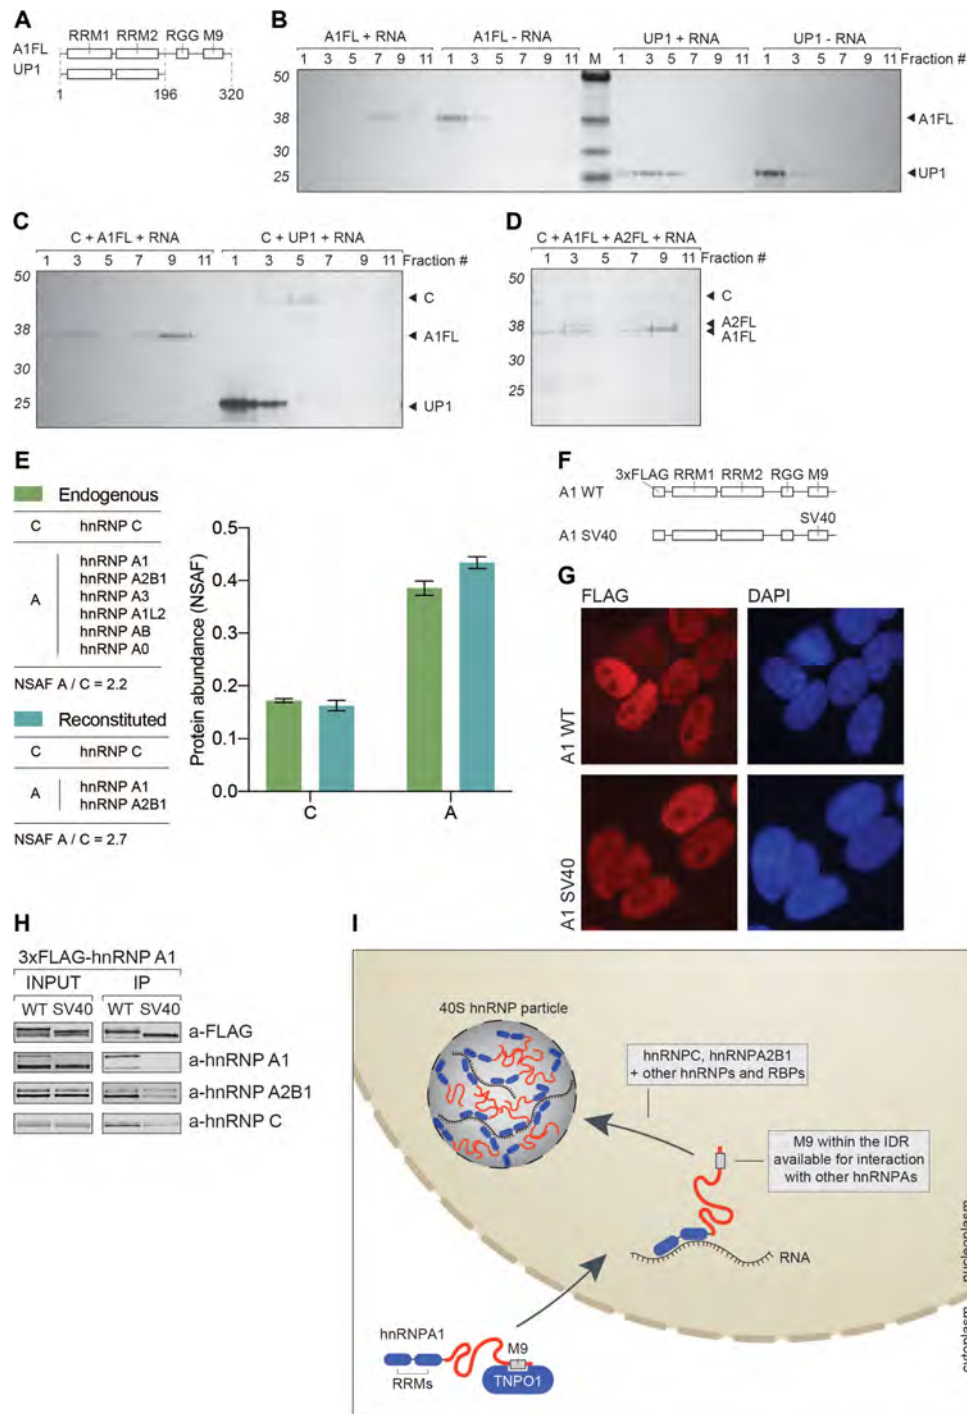 A
RRM1 RRM2 RGG M9
A1FL
UP1
1 196 320
B
A1FL + RNA A1FL - RNA UP1 + RNA UP1 - RNA
1 3 5 7 9 11 1 3 5 7 9 11 M 1 3 5 7 9 11 1 3 5 7 9 11 Fraction #
50
38
30
25
A1FL
UP1
C
C + A1FL + RNA C + UP1 + RNA
1 3 5 7 9 11 1 3 5 7 9 11 Fraction #
50
38
30
25
C
A1FL
UP1
D
C + A1FL + A2FL + RNA
1 3 5 7 9 11 Fraction #
50
38
30
25
C
A2FL
A1FL
E
Endogenous
C hnRNP C
A
hnRNP A1
hnRNP A2B1
hnRNP A3
hnRNP A1L2
hnRNP AB
hnRNP A0
NSAF A / C = 2.2
Reconstituted
C hnRNP C
A
hnRNP A1
hnRNP A2B1
NSAF A / C = 2.7
Protein abundance (NSAF)
0.5
0.4
0.3
0.2
0.1
0.0
C A
F
3xFLAG RRM1 RRM2 RGG M9
A1 WT
SV40
A1 SV40
G
FLAG DAPI
A1 WT
A1 SV40
H
3xFLAG-hnRNP A1
INPUT IP
WT SV40 WT SV40
a-FLAG
a-hnRNP A1
a-hnRNP A2B1
a-hnRNP C
I
40S hnRNP particle
hnRNPC, hnRNPA2B1
+ other hnRNPs and RBPs
M9 within the IDR
available for interaction
with other hnRNPAs
RNA
hnRNPA1
M9
RRMs
TNPO1
nucleoplasm
cytoplasm